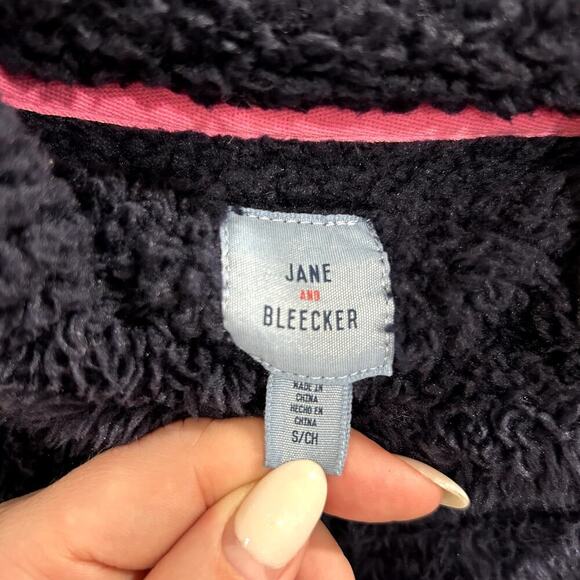 JANE
AND
BLEECKER
MADE IN
CHINA
HECHO EN
CHINA
S/CH